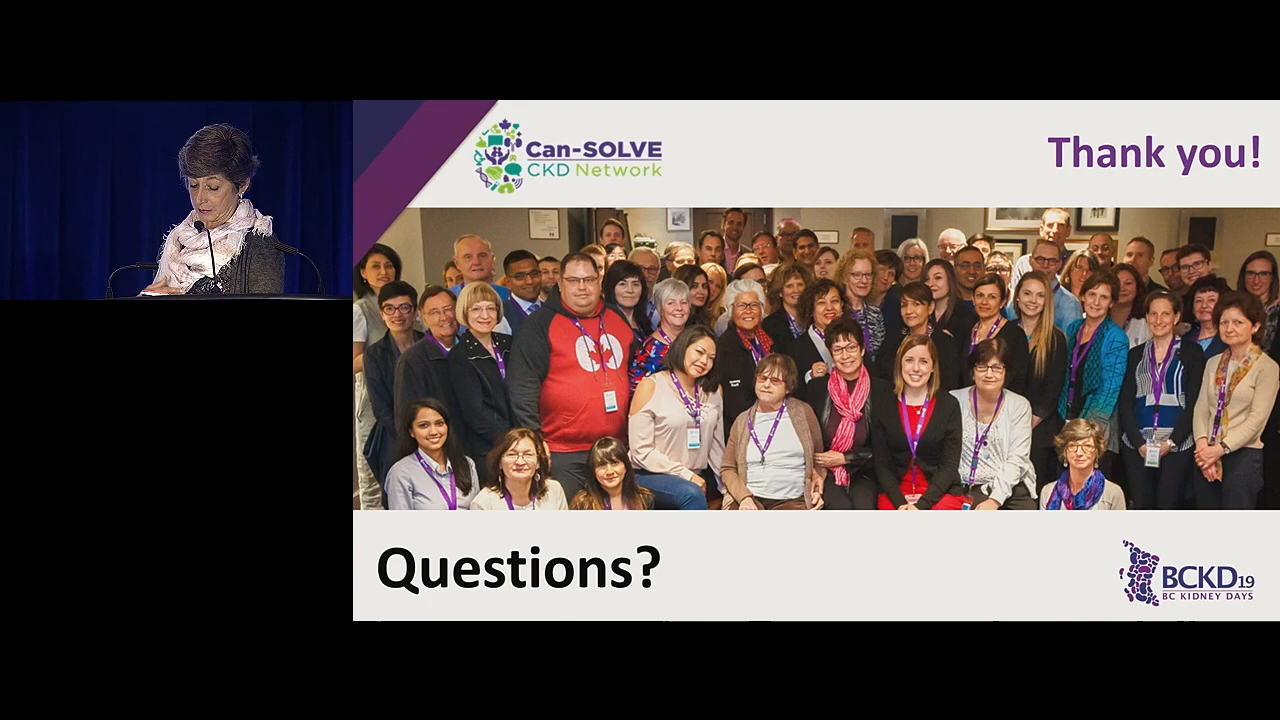 Can-SOLVE
CKD Network
Thank you!
Questions?
BCKD19
BC KIDNEY DAYS